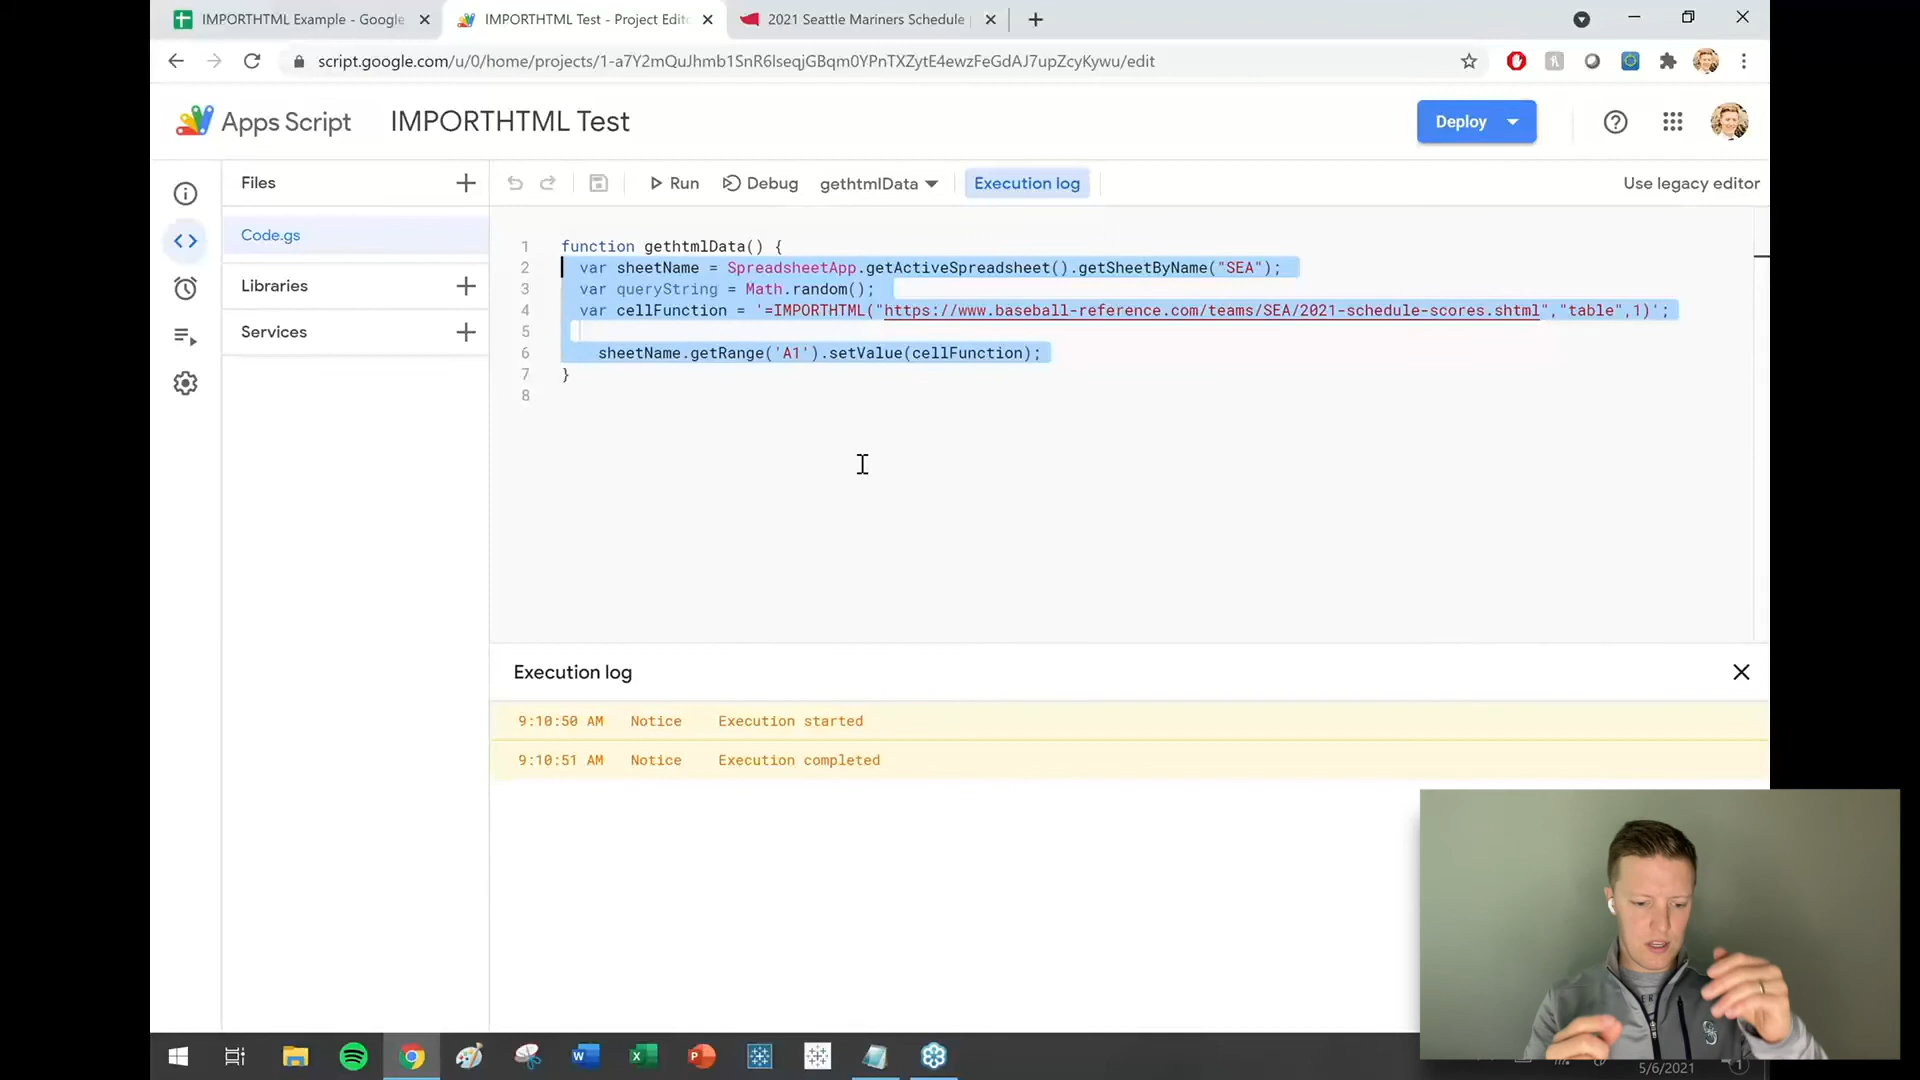 IMPORTHTML Example - Google
IMPORTHTML Test - Project Edito
2021 Seattle Mariners Schedule
script.google.com/u/0/home/projects/1-a7Y2mQuJhmb1SnR6lseqjGBqm0YPnTXZytE4ewzFeGdAJ7upZcyKywu/edit
Apps Script
IMPORTHTML Test
Deploy
Files
Run
Debug
gethtmlData
Execution log
Use legacy editor
Code.gs
Libraries
Services
1 function gethtmlData() {
2 var sheetName = SpreadsheetApp.getActiveSpreadsheet().getSheetByName("SEA");
3 var queryString = Math.random();
4 var cellFunction = '=IMPORTHTML("https://www.baseball-reference.com/teams/SEA/2021-schedule-scores.shtml","table",1)';
5
6 sheetName.getRange('A1').setValue(cellFunction);
7 }
8
Execution log
9:10:50 AM Notice Execution started
9:10:51 AM Notice Execution completed
5/6/2021